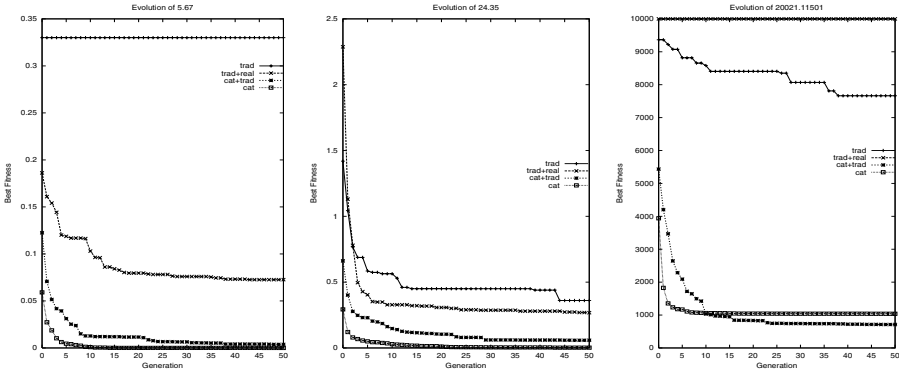 Evolution of 5.67
0.35
0.3
0.25
0.2
0.15
0.1
0.05
0
Best Fitness
trad
trad+real
cat+trad
cat
0 5 10 15 20 25 30 35 40 45 50
Generation
Evolution of 24.35
2.5
2
1.5
1
0.5
0
Best Fitness
trad
trad+real
cat+trad
cat
0 5 10 15 20 25 30 35 40 45 50
Generation
Evolution of 20021.11501
10000
9000
8000
7000
6000
5000
4000
3000
2000
1000
0
Best Fitness
trad
trad+real
cat+trad
cat
0 5 10 15 20 25 30 35 40 45 50
Generation